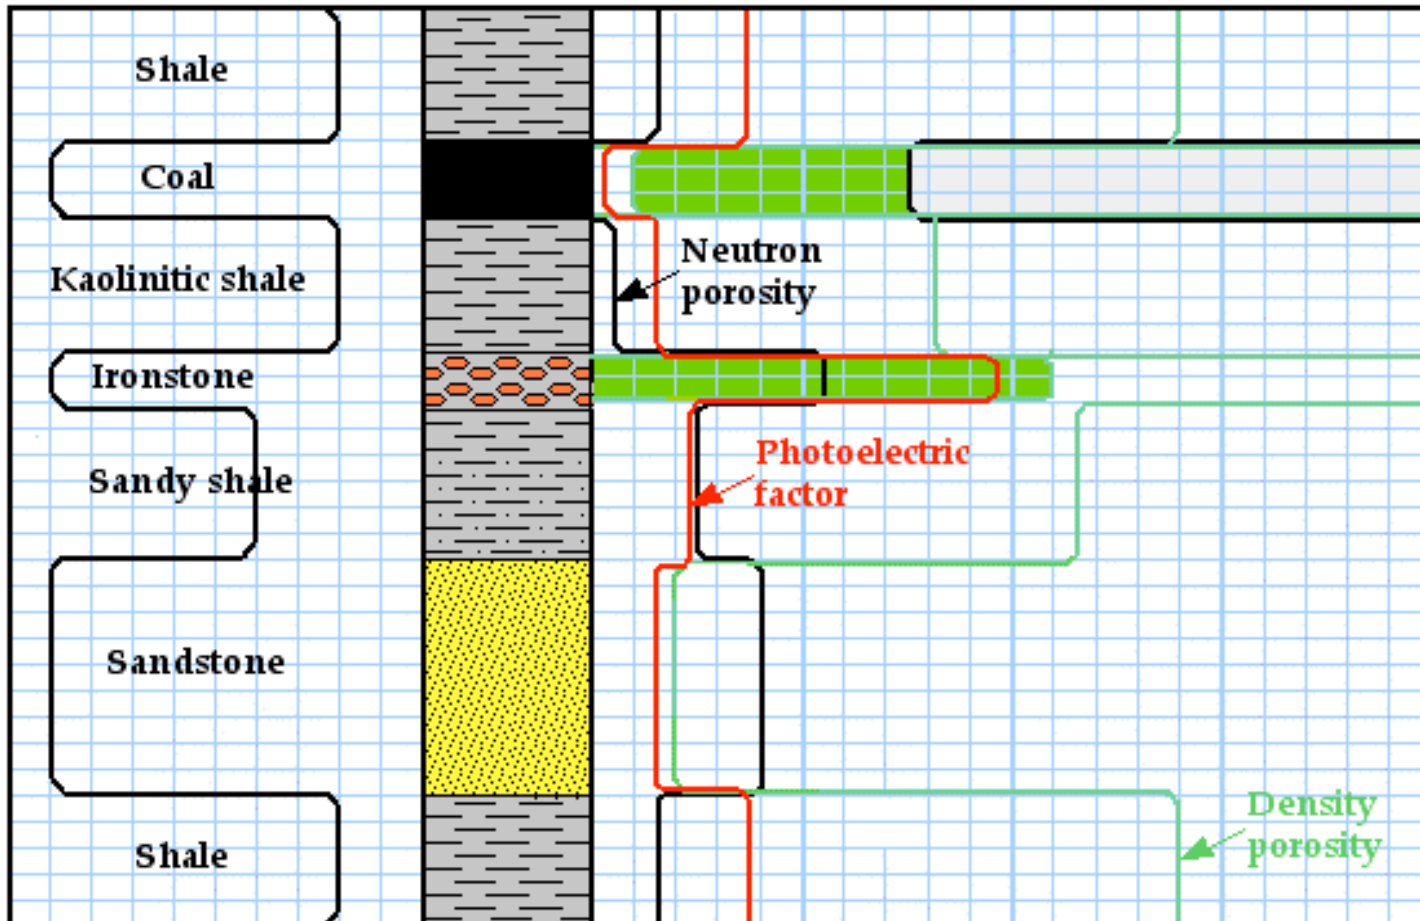 Shale
Coal
Neutron
porosity
Kaolinitic shale
Ironstone
Photoelectric
factor
Sandy shale
Sandstone
Density
porosity
Shale